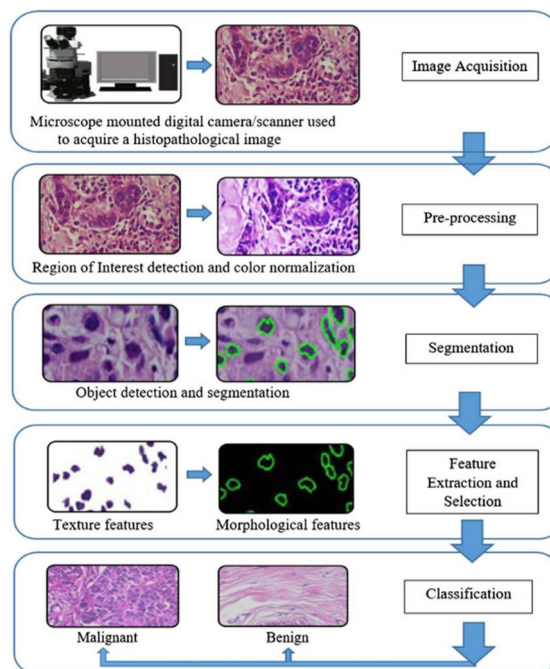 Image Acquisition
Microscope mounted digital camera/scanner used
to acquire a histopathological image
Pre-processing
Region of Interest detection and color normalization
Segmentation
Object detection and segmentation
Feature
Extraction and
Selection
Texture features
Morphological features
Classification
Malignant
Benign